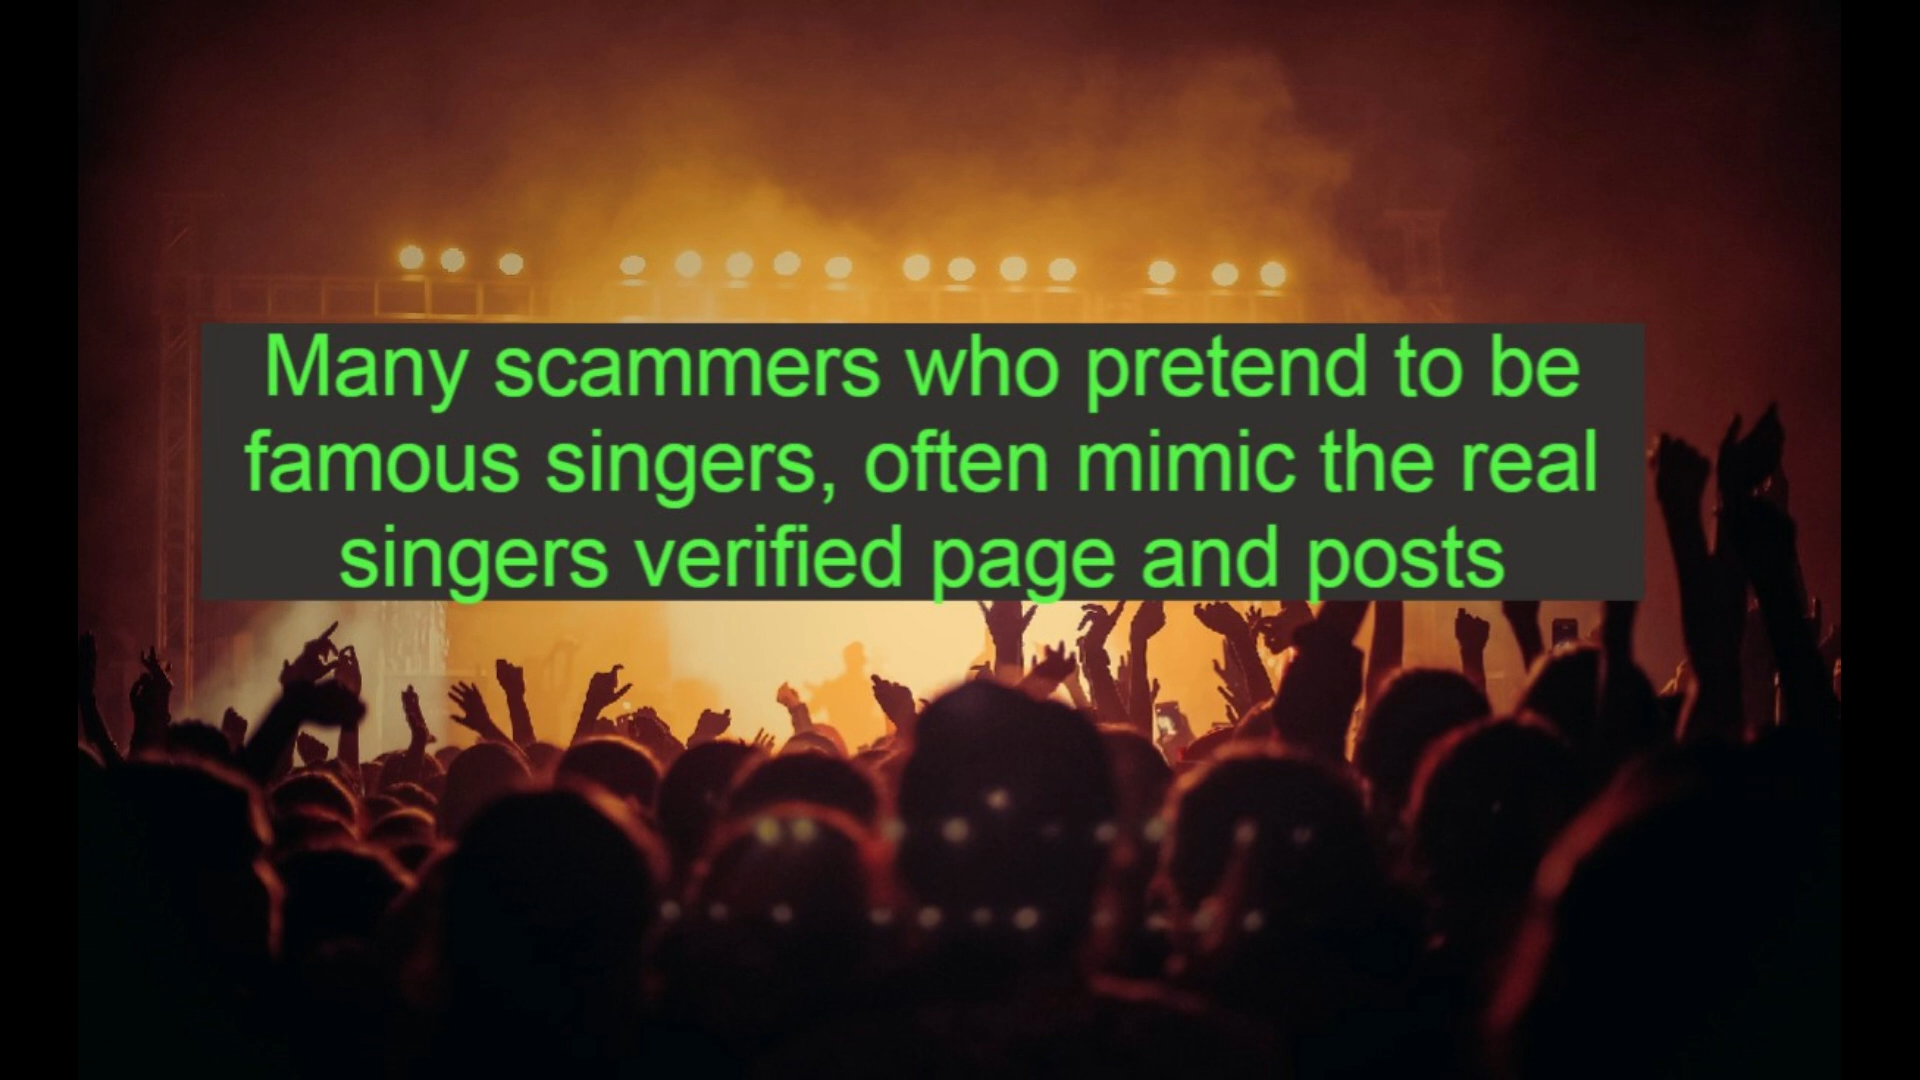 Many scammers who pretend to be
famous singers, often mimic the real
singers verified page and posts